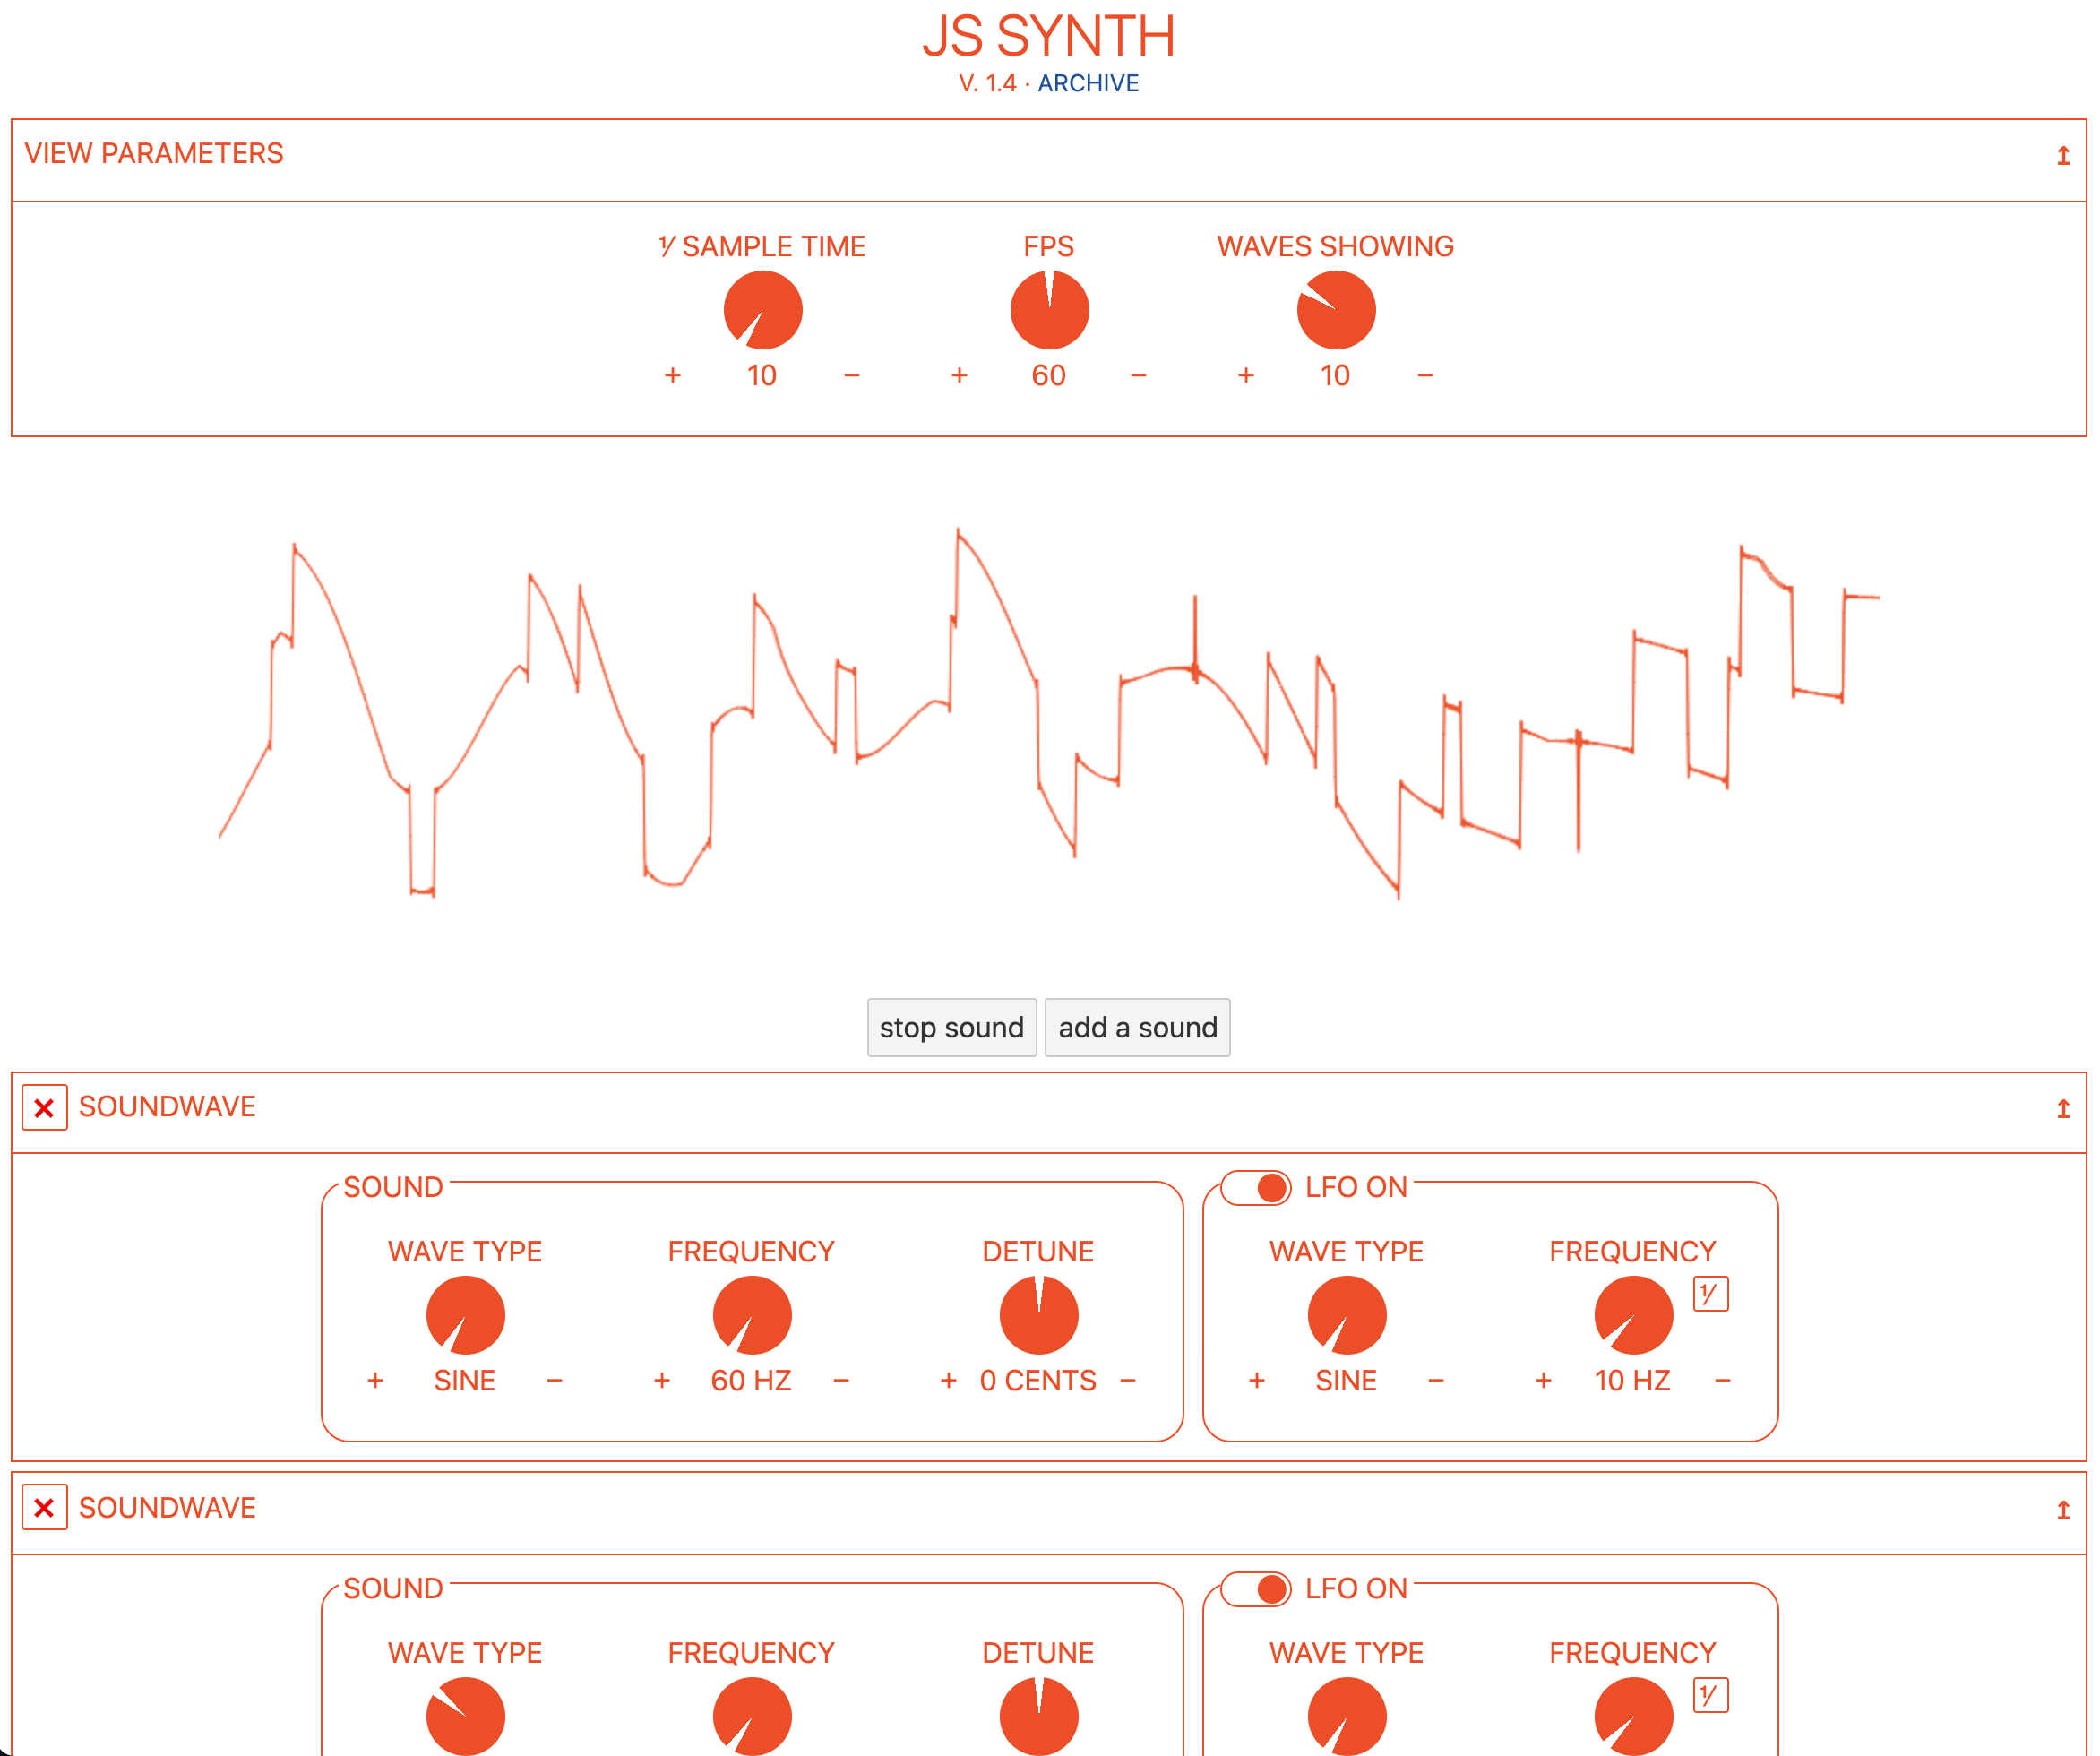 JS SYNTH
V. 1.4 · ARCHIVE
VIEW PARAMETERS ↥
⅟ SAMPLE TIME FPS WAVES SHOWING
+ 10 − + 60 − + 10 −
stop sound add a sound
× SOUNDWAVE ↥
SOUND LFO ON
WAVE TYPE FREQUENCY DETUNE WAVE TYPE FREQUENCY
⅟
+ SINE − + 60 HZ − + 0 CENTS − + SINE − + 10 HZ −
× SOUNDWAVE ↥
SOUND LFO ON
WAVE TYPE FREQUENCY DETUNE WAVE TYPE FREQUENCY
⅟